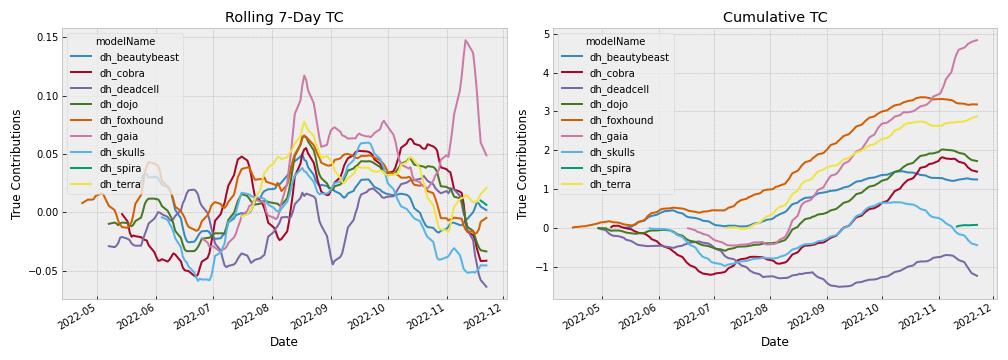 Rolling 7-Day TC
True Contributions
0.15
0.10
0.05
0.00
−0.05
modelName
dh_beautybeast
dh_cobra
dh_deadcell
dh_dojo
dh_foxhound
dh_gaia
dh_skulls
dh_spira
dh_terra
2022-05
2022-06
2022-07
2022-08
2022-09
2022-10
2022-11
2022-12
Date
Cumulative TC
True Contributions
5
4
3
2
1
0
−1
modelName
dh_beautybeast
dh_cobra
dh_deadcell
dh_dojo
dh_foxhound
dh_gaia
dh_skulls
dh_spira
dh_terra
2022-05
2022-06
2022-07
2022-08
2022-09
2022-10
2022-11
2022-12
Date